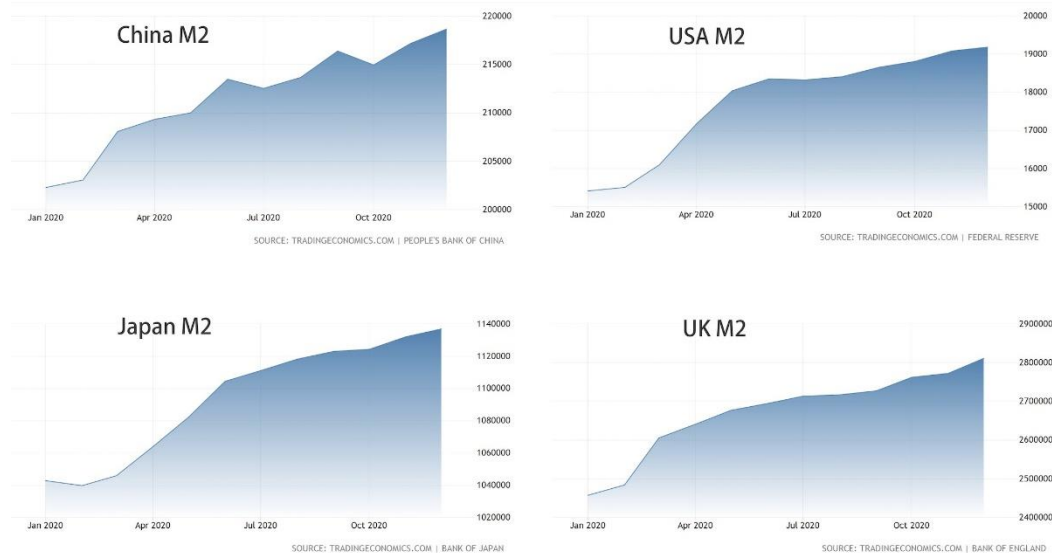 China M2
220000
215000
210000
205000
200000
Jan 2020 Apr 2020 Jul 2020 Oct 2020
SOURCE: TRADINGECONOMICS.COM | PEOPLE'S BANK OF CHINA
USA M2
20000
19000
18000
17000
16000
15000
Jan 2020 Apr 2020 Jul 2020 Oct 2020
SOURCE: TRADINGECONOMICS.COM | FEDERAL RESERVE
Japan M2
1140000
1120000
1100000
1080000
1060000
1040000
1020000
Jan 2020 Apr 2020 Jul 2020 Oct 2020
SOURCE: TRADINGECONOMICS.COM | BANK OF JAPAN
UK M2
2900000
2800000
2700000
2600000
2500000
2400000
Jan 2020 Apr 2020 Jul 2020 Oct 2020
SOURCE: TRADINGECONOMICS.COM | BANK OF ENGLAND